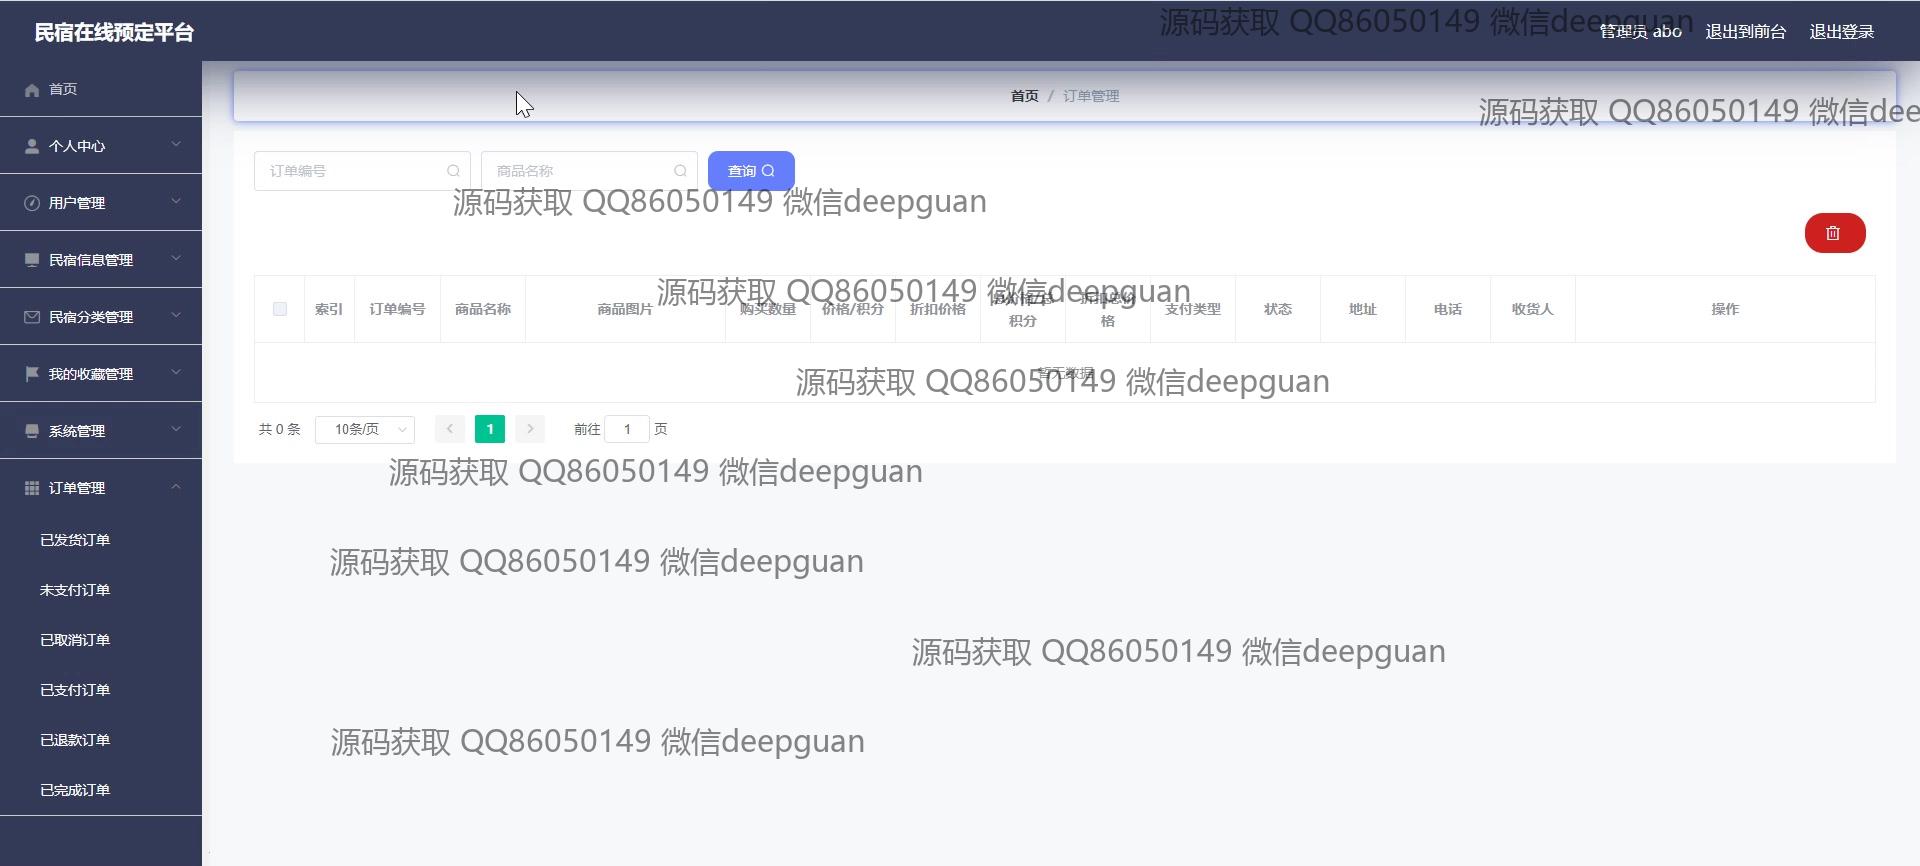 民宿在线预定平台
源码获取 QQ86050149 微信deepguan
管理员 abo 退出到前台 退出登录
首页
个人中心
用户管理
民宿信息管理
民宿分类管理
我的收藏管理
系统管理
订单管理
已发货订单
未支付订单
已取消订单
已支付订单
已退款订单
已完成订单
首页 / 订单管理
源码获取 QQ86050149 微信dee
订单编号 商品名称 查询
源码获取 QQ86050149 微信deepguan
源码获取 QQ86050149 微信deepguan
索引 订单编号 商品名称 商品图片 购买数量 价格/积分 折扣价格 总价格/总积分 折扣总价格 支付类型 状态 地址 电话 收货人 操作
暂无数据
源码获取 QQ86050149 微信deepguan
共 0 条 10条/页 1 前往 1 页
源码获取 QQ86050149 微信deepguan
源码获取 QQ86050149 微信deepguan
源码获取 QQ86050149 微信deepguan
源码获取 QQ86050149 微信deepguan